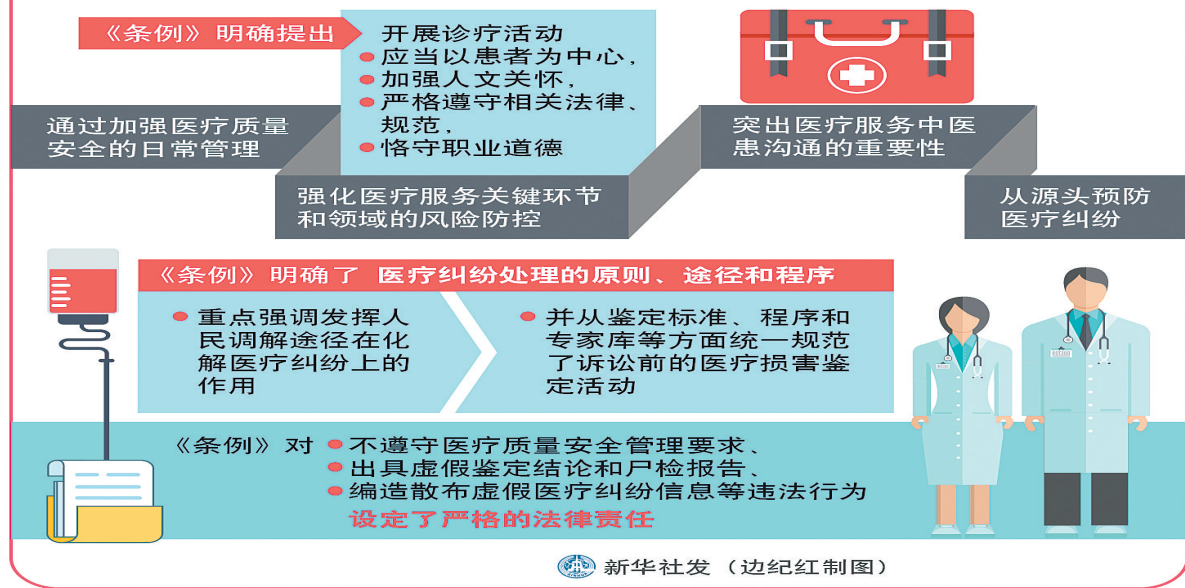 《条例》明确提出
开展诊疗活动
应当以患者为中心，
加强人文关怀，
严格遵守相关法律、
规范，
恪守职业道德
通过加强医疗质量
安全的日常管理
强化医疗服务关键环节
和领域的风险防控
突出医疗服务中医
患沟通的重要性
从源头预防
医疗纠纷
《条例》明确了 医疗纠纷处理的原则、途径和程序
重点强调发挥人
民调解途径在化
解医疗纠纷上的
作用
并从鉴定标准、程序和
专家库等方面统一规范
了诉讼前的医疗损害鉴
定活动
《条例》对
不遵守医疗质量安全管理要求、
出具虚假鉴定结论和尸检报告、
编造散布虚假医疗纠纷信息等违法行为
设定了严格的法律责任
新华社发（边纪红制图）